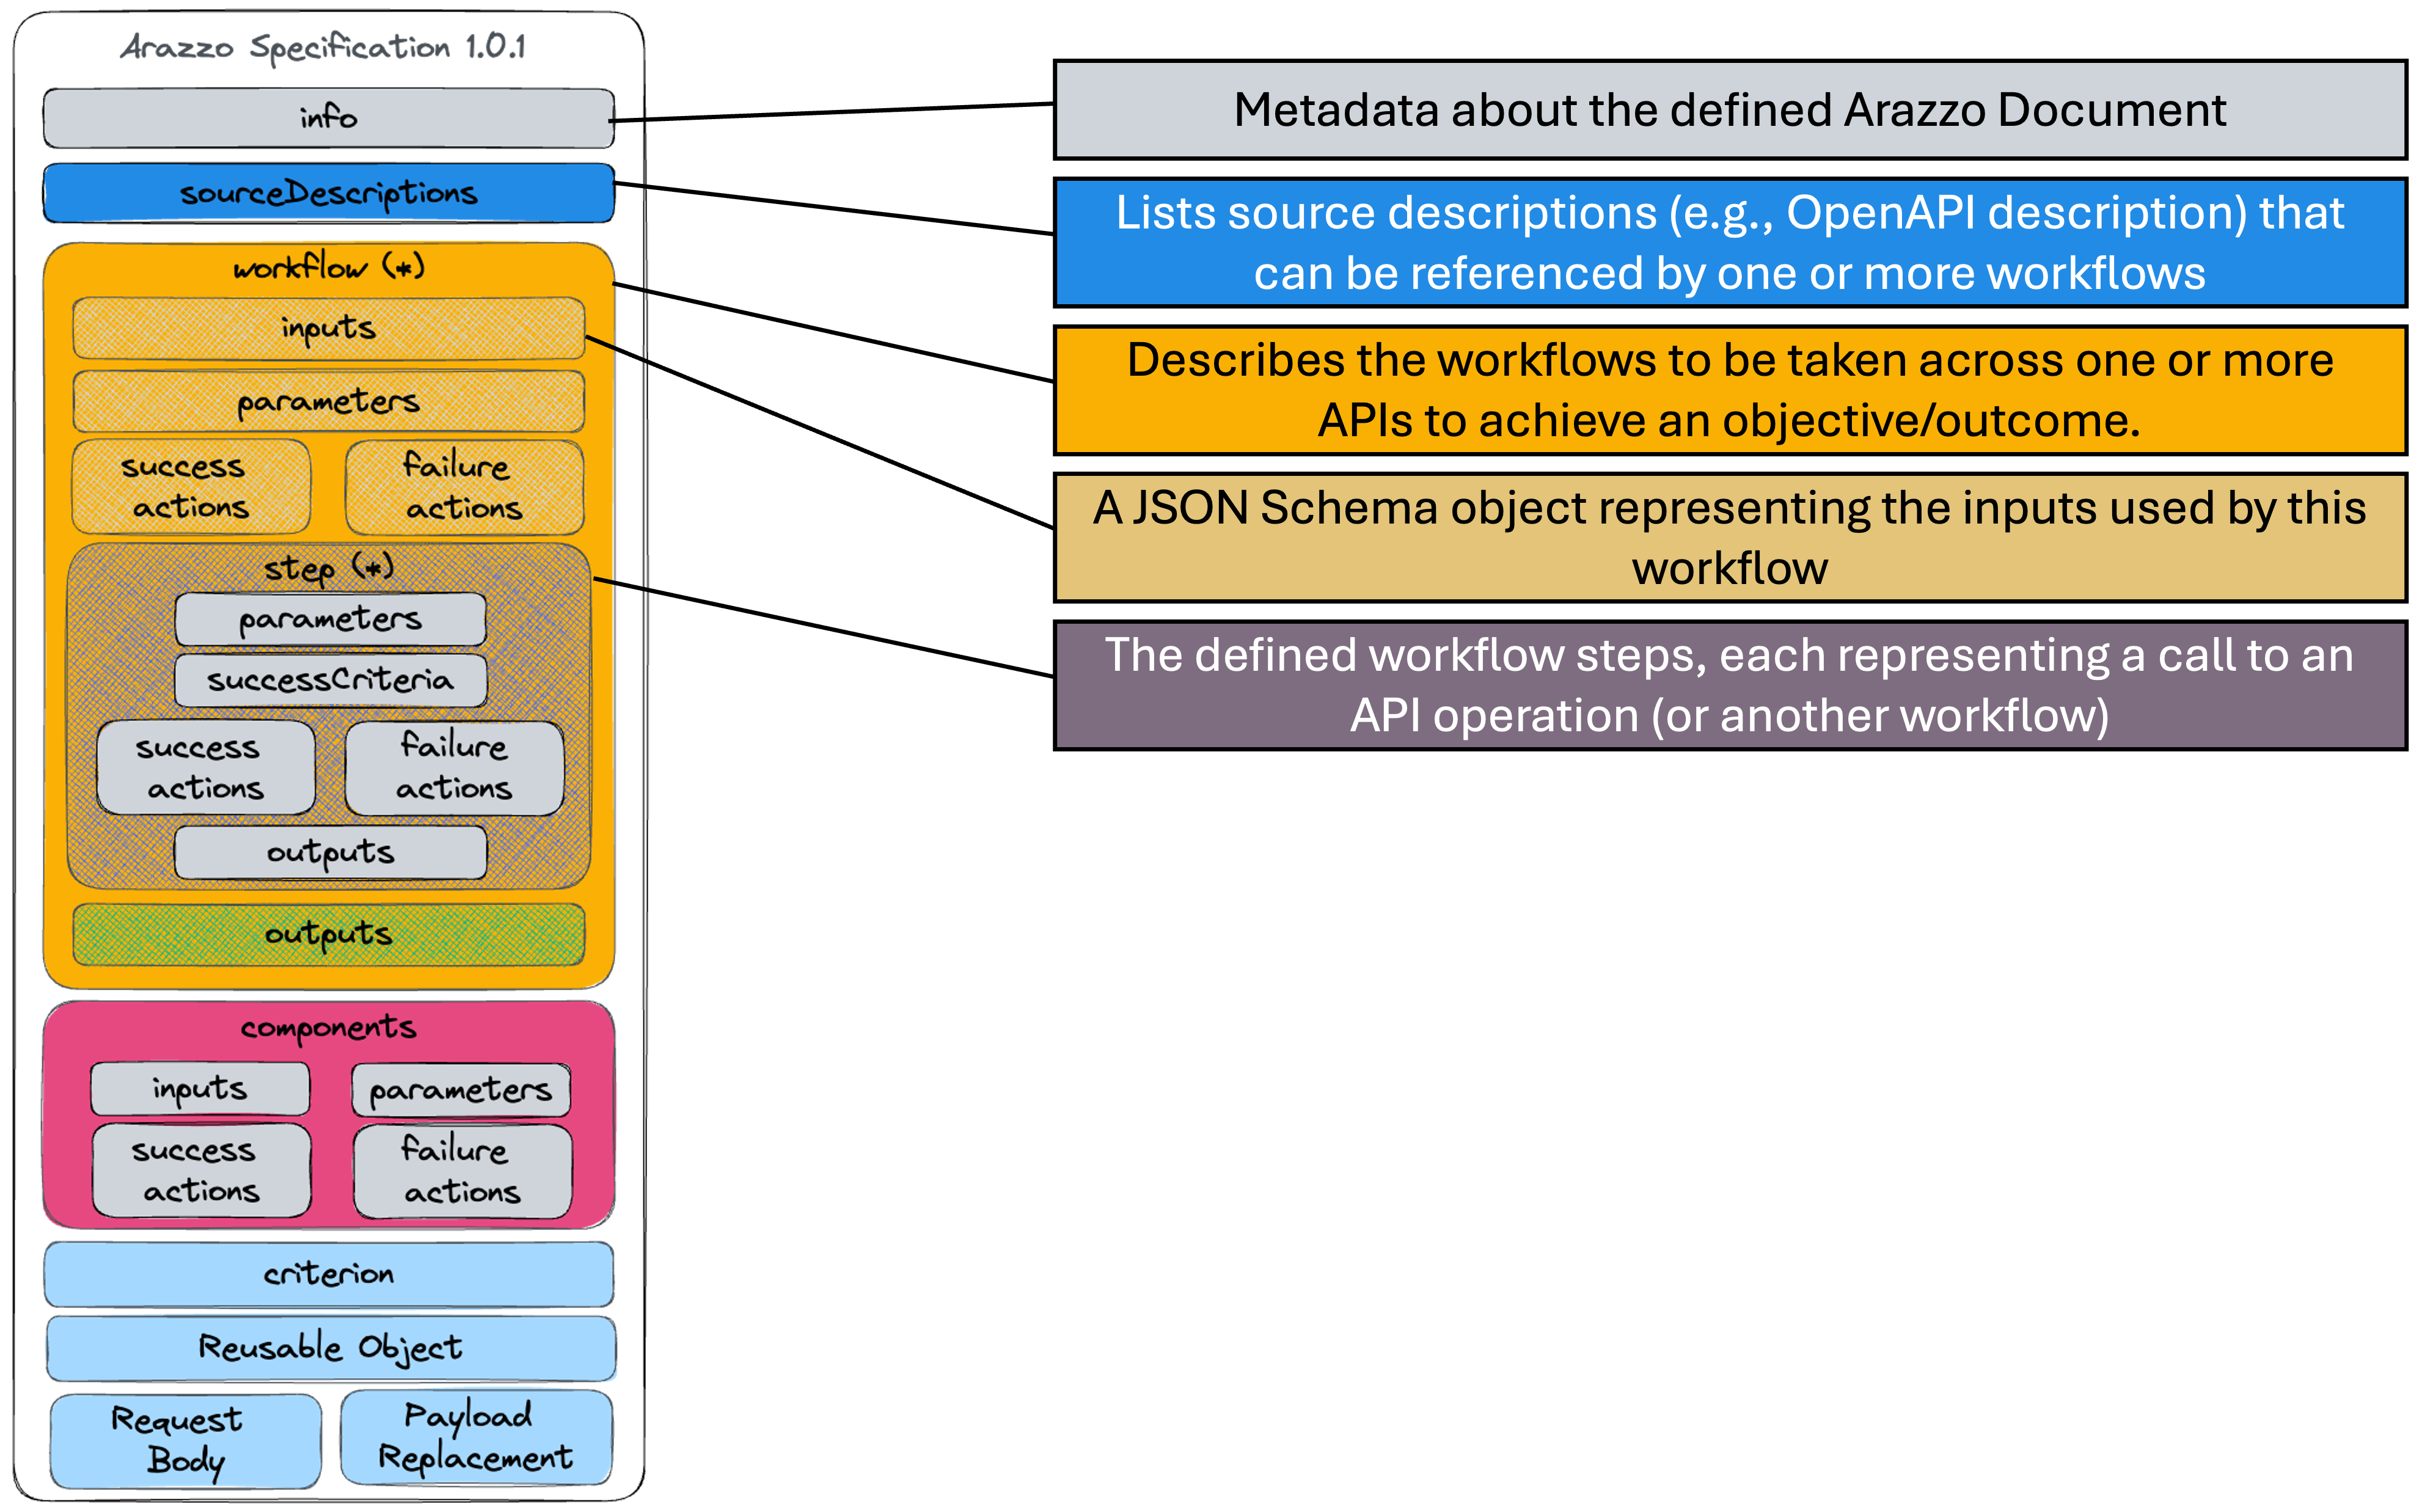 Arazzo Specification 1.0.1
info
sourceDescriptions
workflow (*)
inputs
parameters
success
actions
failure
actions
step (*)
parameters
successCriteria
success
actions
failure
actions
outputs
outputs
components
inputs
parameters
success
actions
failure
actions
criterion
Reusable Object
Request
Body
Payload
Replacement
Metadata about the defined Arazzo Document
Lists source descriptions (e.g., OpenAPI description) that
can be referenced by one or more workflows
Describes the workflows to be taken across one or more
APIs to achieve an objective/outcome.
A JSON Schema object representing the inputs used by this
workflow
The defined workflow steps, each representing a call to an
API operation (or another workflow)